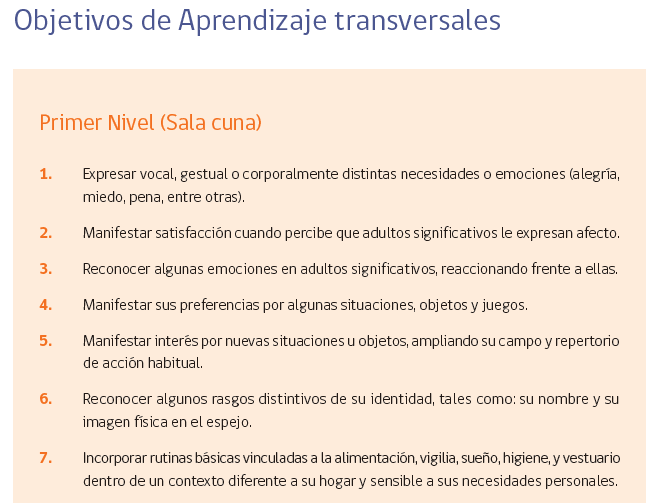 Objetivos de Aprendizaje transversales
Primer Nivel (Sala cuna)
1. Expresar vocal, gestual o corporalmente distintas necesidades o emociones (alegría,
miedo, pena, entre otras).
2. Manifestar satisfacción cuando percibe que adultos significativos le expresan afecto.
3. Reconocer algunas emociones en adultos significativos, reaccionando frente a ellas.
4. Manifestar sus preferencias por algunas situaciones, objetos y juegos.
5. Manifestar interés por nuevas situaciones u objetos, ampliando su campo y repertorio
de acción habitual.
6. Reconocer algunos rasgos distintivos de su identidad, tales como: su nombre y su
imagen física en el espejo.
7. Incorporar rutinas básicas vinculadas a la alimentación, vigilia, sueño, higiene, y vestuario
dentro de un contexto diferente a su hogar y sensible a sus necesidades personales.